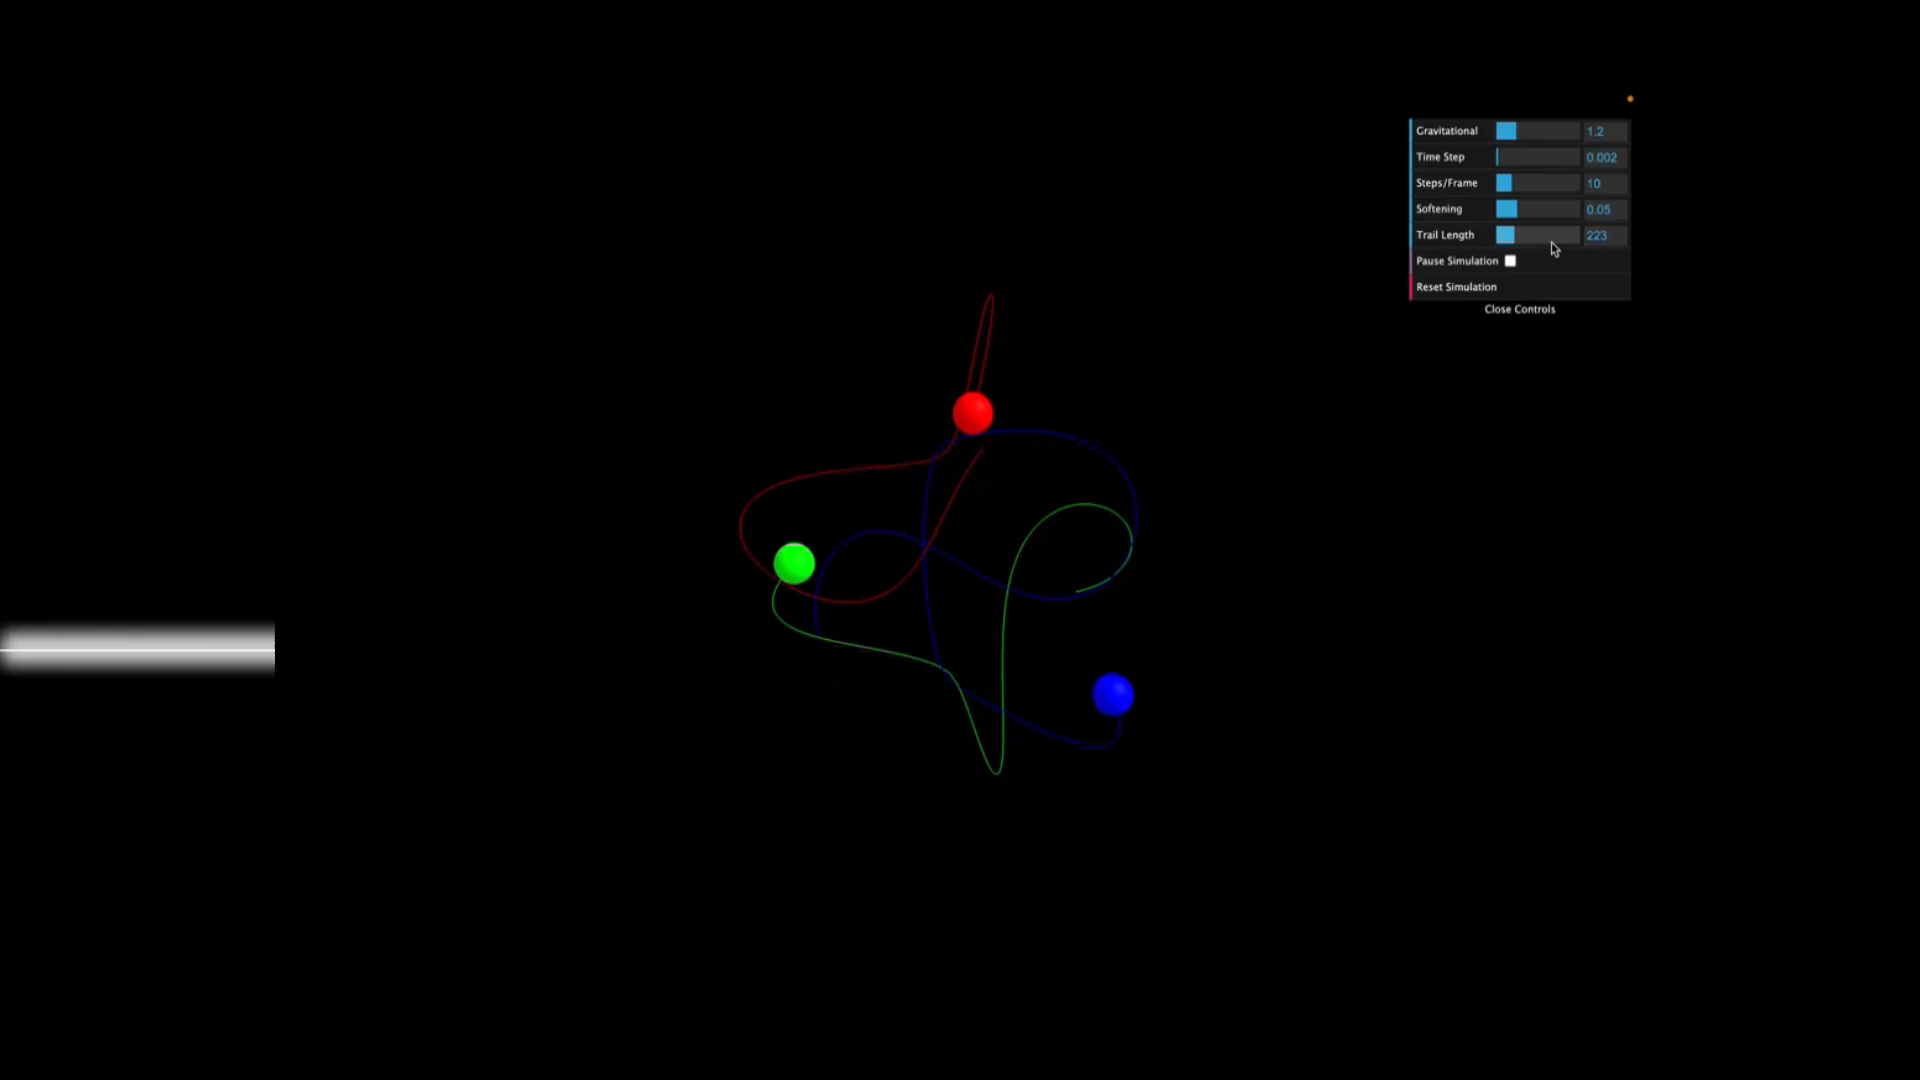 Gravitational 1.2
Time Step 0.002
Steps/Frame 10
Softening 0.05
Trail Length 223
Pause Simulation
Reset Simulation
Close Controls